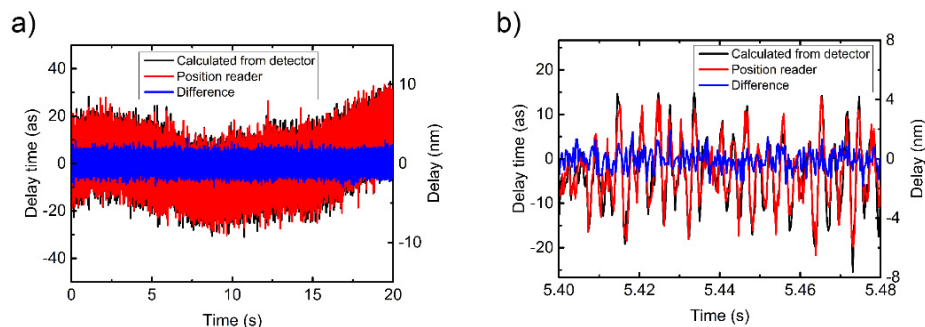 a)
Calculated from detector
Position reader
Difference
Delay time (as)
40
20
0
-20
-40
Delay (nm)
10
0
-10
0 5 10 15 20
Time (s)
b)
Calculated from detector
Position reader
Difference
Delay time (as)
20
10
0
-10
-20
Delay (nm)
8
4
0
-4
-8
5.40 5.42 5.44 5.46 5.48
Time (s)